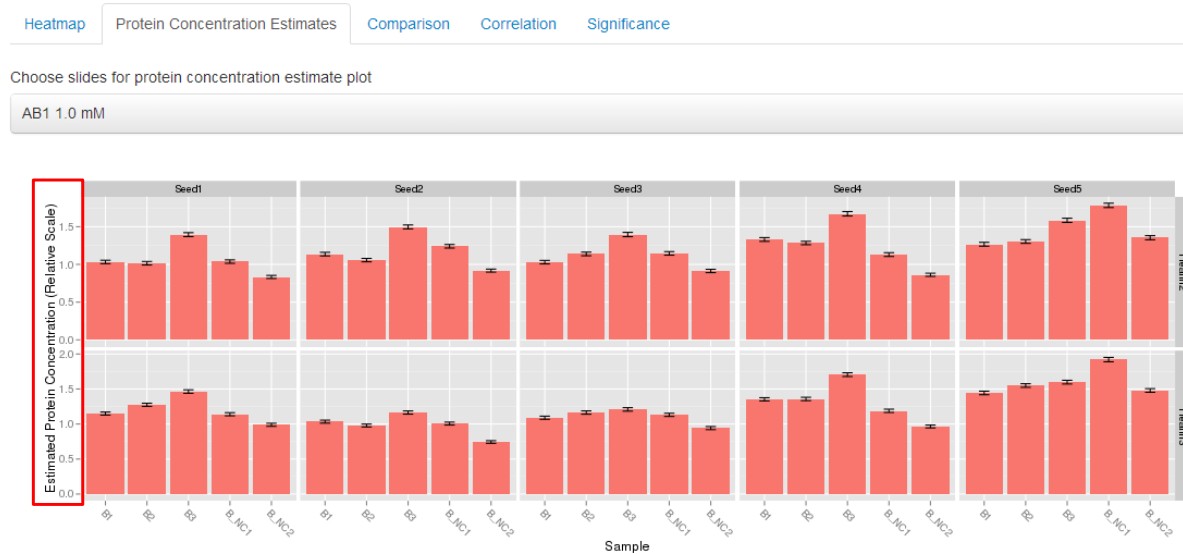 Heatmap Protein Concentration Estimates Comparison Correlation Significance
Choose slides for protein concentration estimate plot
AB1 1.0 mM
Seed1 Seed2 Seed3 Seed4 Seed5
Estimated Protein Concentration (Relative Scale)
1.5
1.0
0.5
0.0
2.0
1.5
1.0
0.5
0.0
B1 B2 B3 B_NC1 B_NC2 B1 B2 B3 B_NC1 B_NC2 B1 B2 B3 B_NC1 B_NC2 B1 B2 B3 B_NC1 B_NC2 B1 B2 B3 B_NC1 B_NC2
Sample